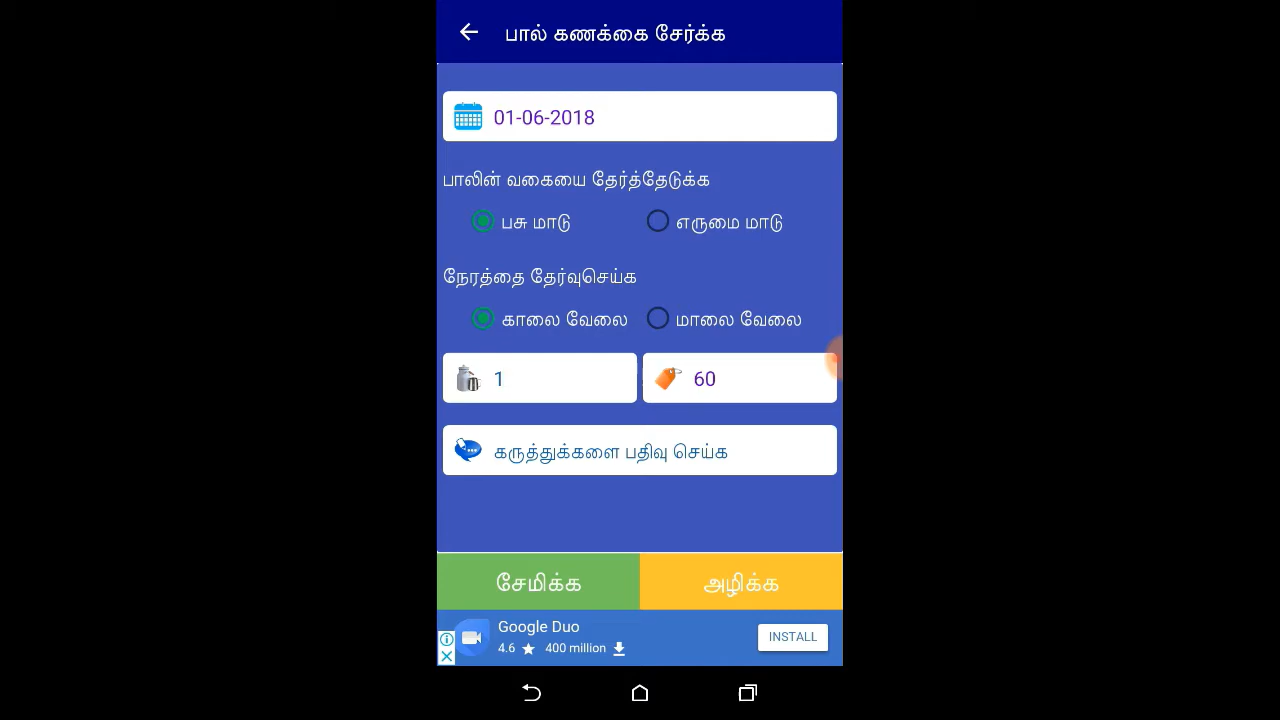 பால் கணக்கை சேர்க்க
01-06-2018
பாலின் வகையை தேர்த்தேடுக்க
பசு மாடு எருமை மாடு
நேரத்தை தேர்வுசெய்க
காலை வேலை மாலை வேலை
1 60
கருத்துக்களை பதிவு செய்க
சேமிக்க அழிக்க
Google Duo
4.6 400 million
INSTALL